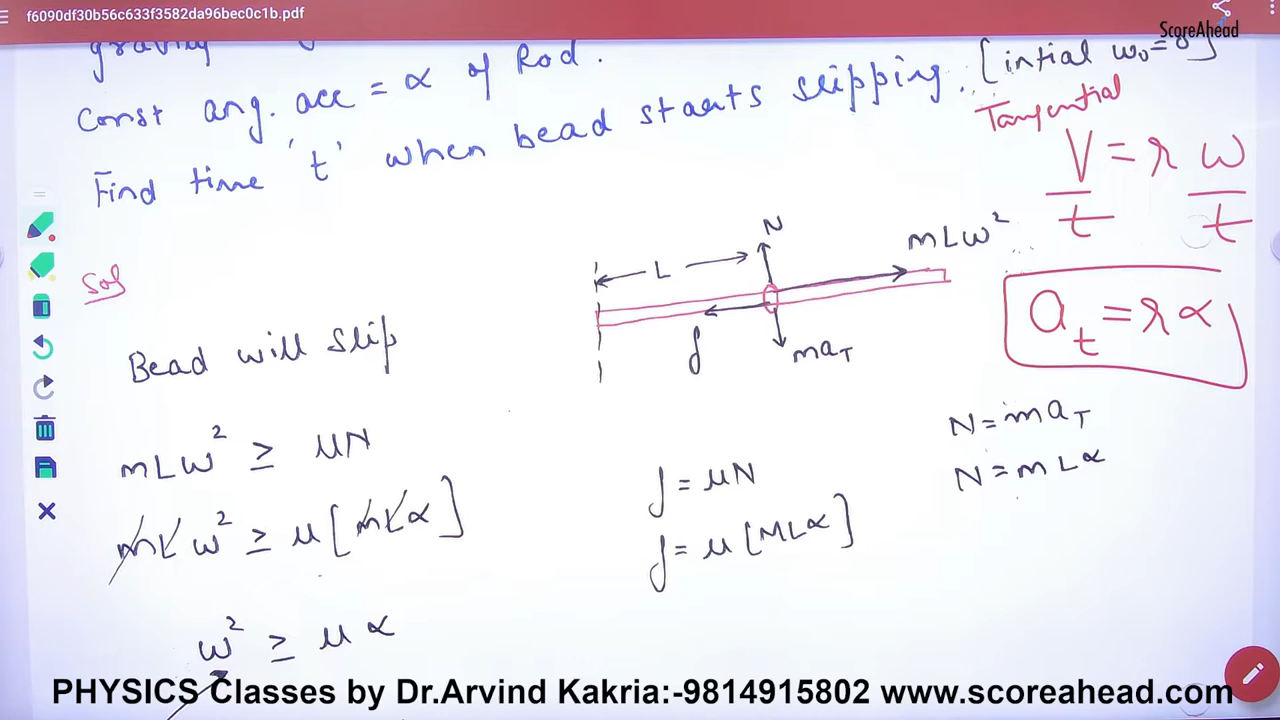 f6090df30b56c633f3582da96bec0c1b.pdf
ScoreAhead
gravity
Const ang. acc = α of Rod.
Find time 't' when bead starts slipping. [intial ω₀=0]
Tangential
V = r ω
t t
N
L
mLω²
f
maT
at = r α
Sol
Bead will slip
mLω² ≥ μN
mLω² ≥ μ[mLα]
ω² ≥ μα
f = μN
f = μ[MLα]
N = maT
N = mLα
PHYSICS Classes by Dr.Arvind Kakria:-9814915802 www.scoreahead.com